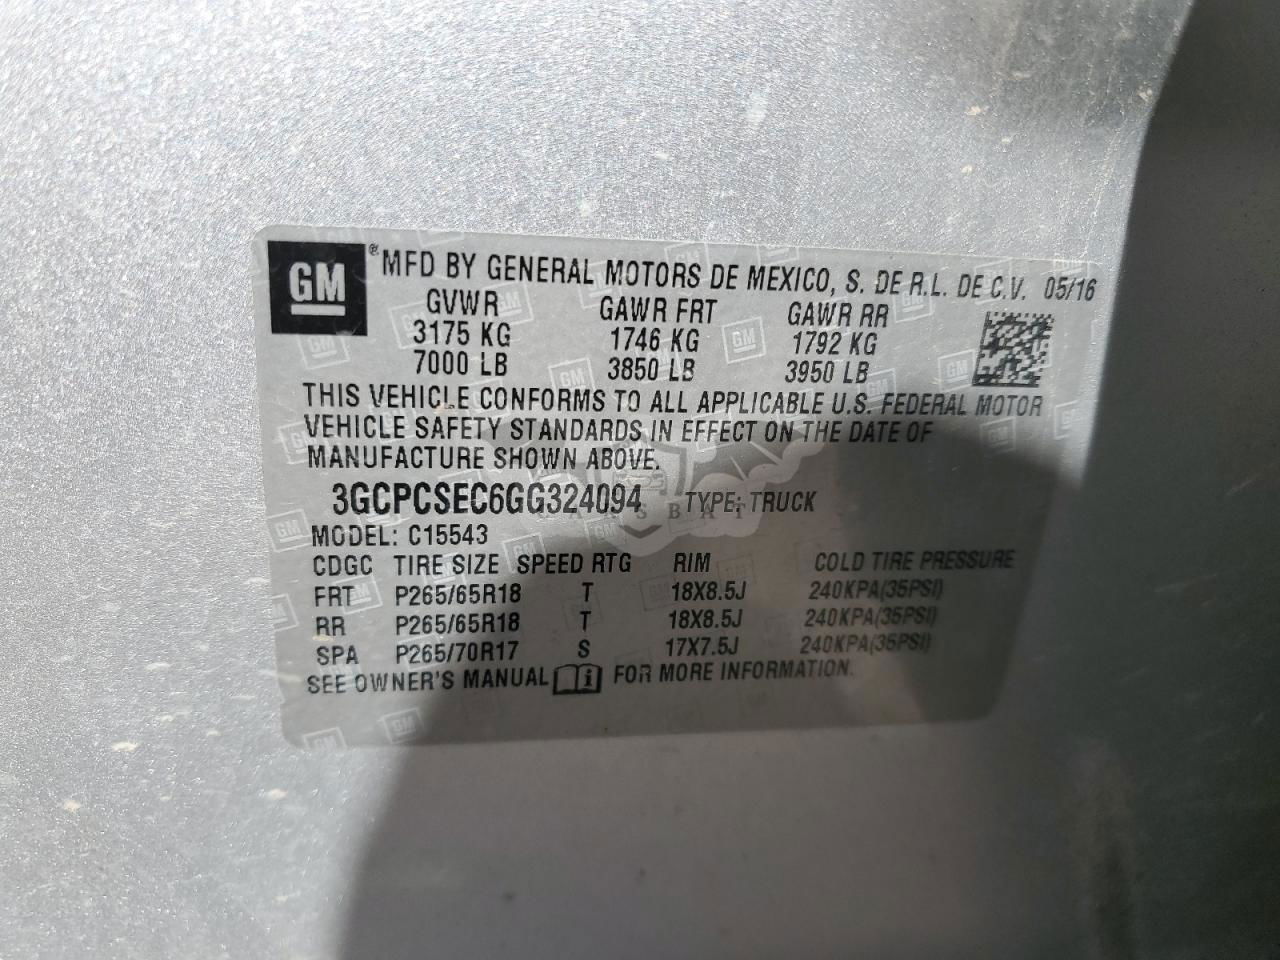 GM ® MFD BY GENERAL MOTORS DE MEXICO, S. DE R.L. DE C.V. 05/16
GVWR GAWR FRT GAWR RR
3175 KG 1746 KG 1792 KG
7000 LB 3850 LB 3950 LB
THIS VEHICLE CONFORMS TO ALL APPLICABLE U.S. FEDERAL MOTOR
VEHICLE SAFETY STANDARDS IN EFFECT ON THE DATE OF
MANUFACTURE SHOWN ABOVE.
3GCPCSEC6GG324094 TYPE: TRUCK
MODEL: C15543
CDGC TIRE SIZE SPEED RTG RIM COLD TIRE PRESSURE
FRT P265/65R18 T 18X8.5J 240KPA(35PSI)
RR P265/65R18 T 18X8.5J 240KPA(35PSI)
SPA P265/70R17 S 17X7.5J 240KPA(35PSI)
SEE OWNER'S MANUAL i FOR MORE INFORMATION.